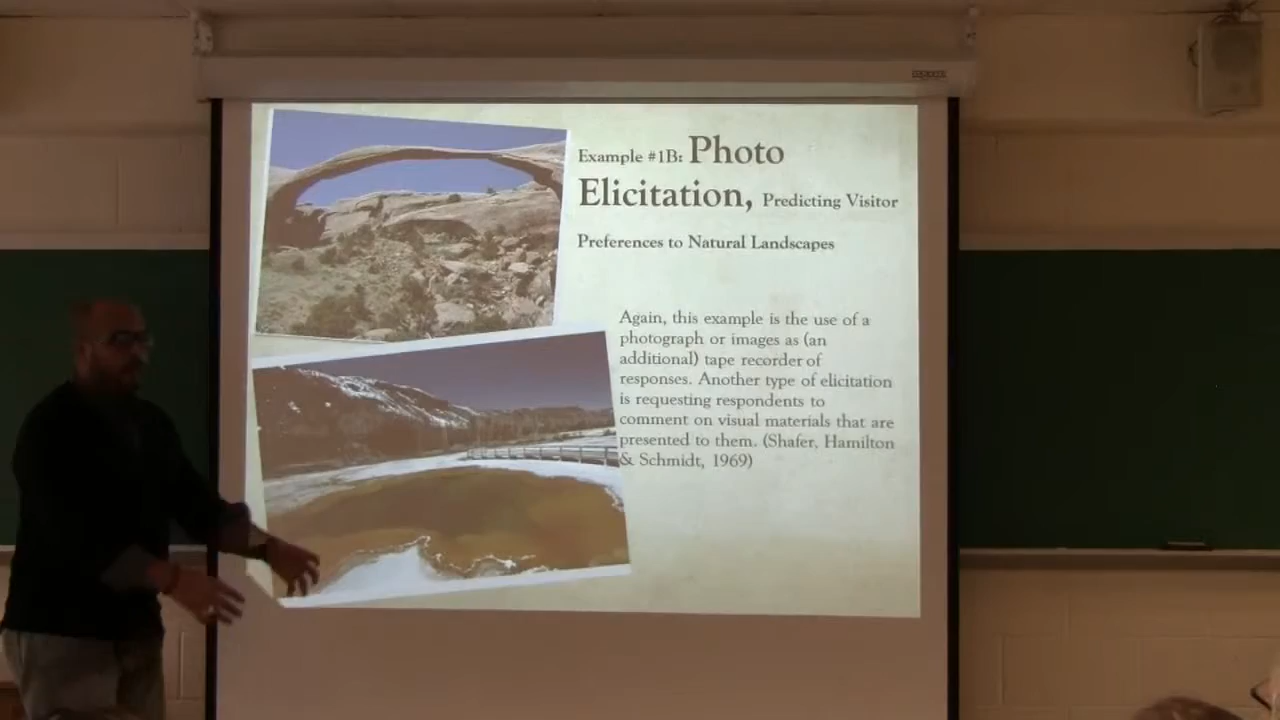 Example #1B: Photo
Elicitation, Predicting Visitor
Preferences to Natural Landscapes
Again, this example is the use of a
photograph or images as (an
additional) tape recorder of
responses. Another type of elicitation
is requesting respondents to
comment on visual materials that are
presented to them. (Shafer, Hamilton
& Schmidt, 1969)